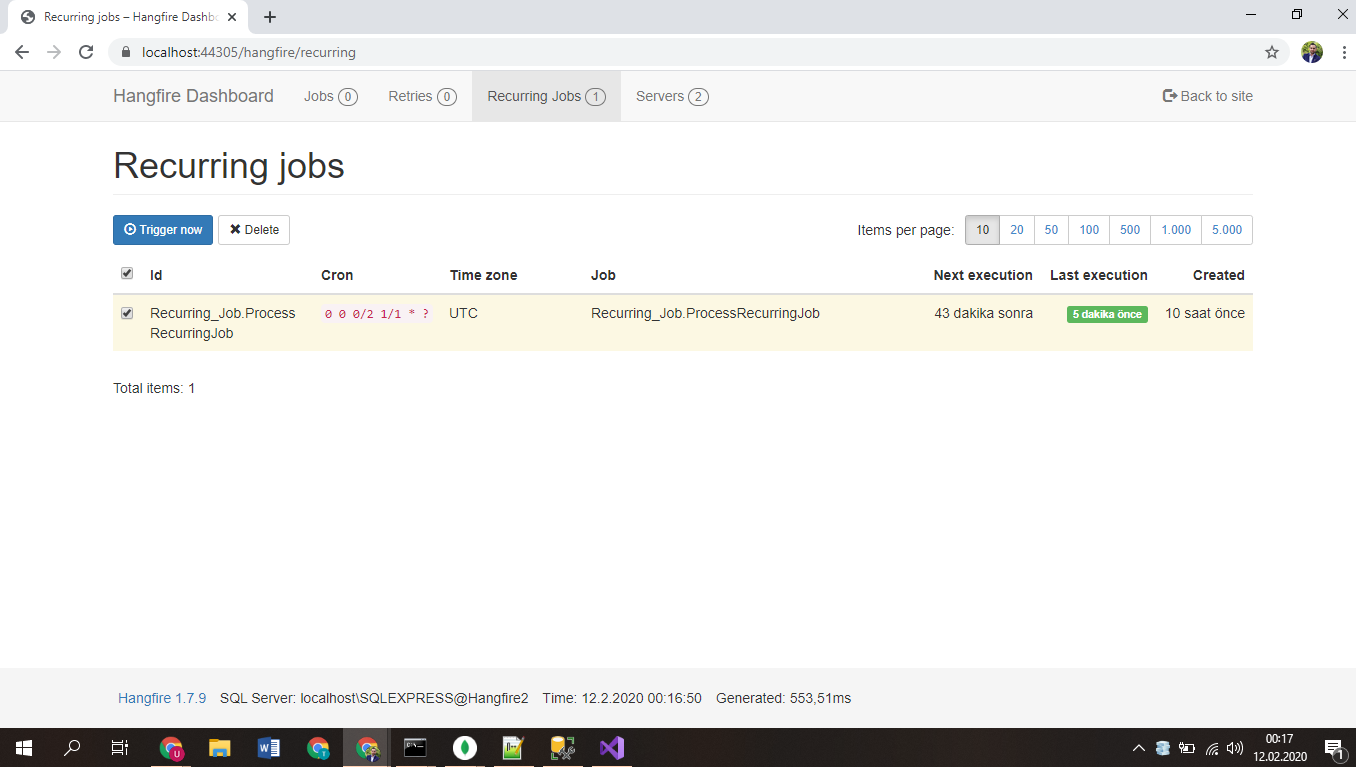 Recurring jobs – Hangfire Dashb
localhost:44305/hangfire/recurring
Hangfire Dashboard Jobs 0 Retries 0 Recurring Jobs 1 Servers 2 Back to site
Recurring jobs
Trigger now Delete Items per page: 10 20 50 100 500 1.000 5.000
Id Cron Time zone Job Next execution Last execution Created
Recurring_Job.Process 0 0 0/2 1/1 * ? UTC Recurring_Job.ProcessRecurringJob 43 dakika sonra 5 dakika önce 10 saat önce
RecurringJob
Total items: 1
Hangfire 1.7.9 SQL Server: localhost\SQLEXPRESS@Hangfire2 Time: 12.2.2020 00:16:50 Generated: 553,51ms
00:17
12.02.2020
1